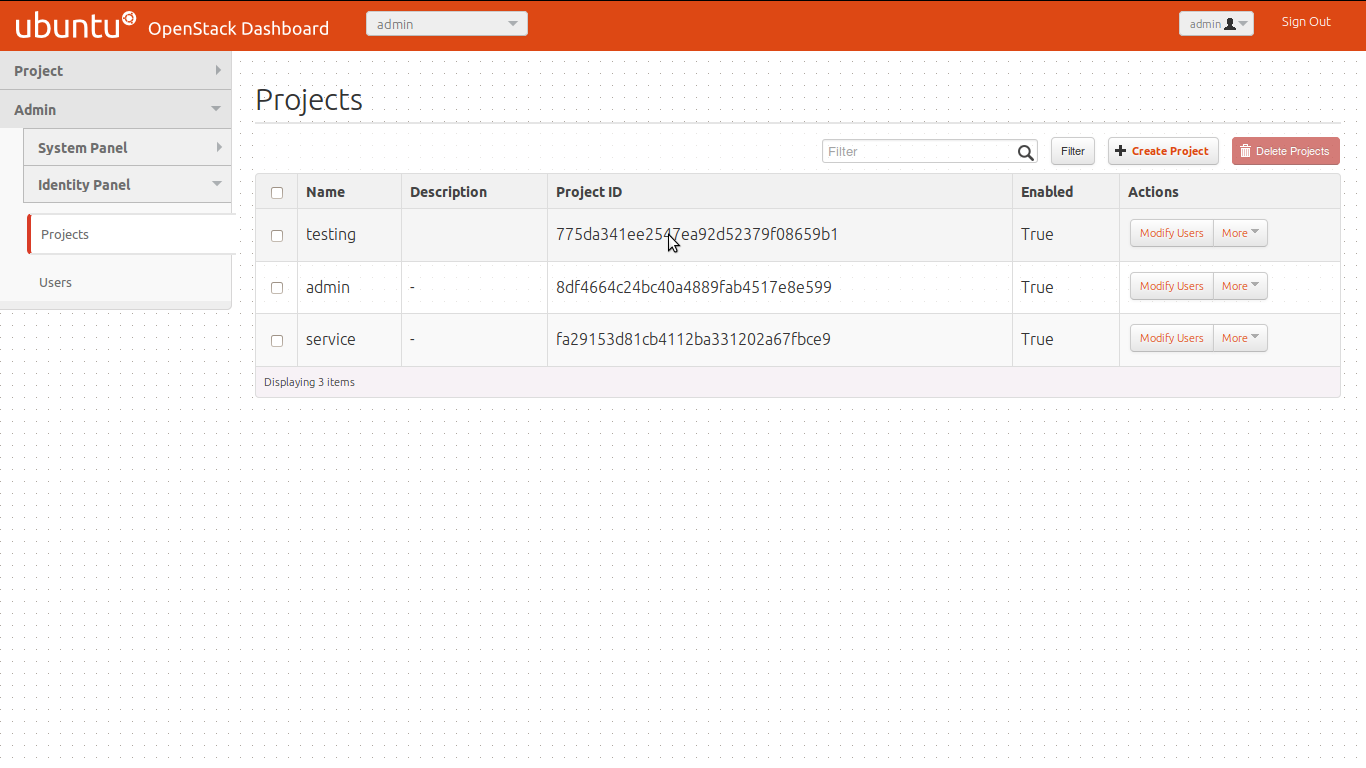 ubuntu OpenStack Dashboard admin admin Sign Out
Project
Admin
System Panel
Identity Panel
Projects
Users
Projects
Filter Filter Create Project Delete Projects
Name Description Project ID Enabled Actions
testing 775da341ee2547ea92d52379f08659b1 True Modify Users More
admin - 8df4664c24bc40a4889fab4517e8e599 True Modify Users More
service - fa29153d81cb4112ba331202a67fbce9 True Modify Users More
Displaying 3 items